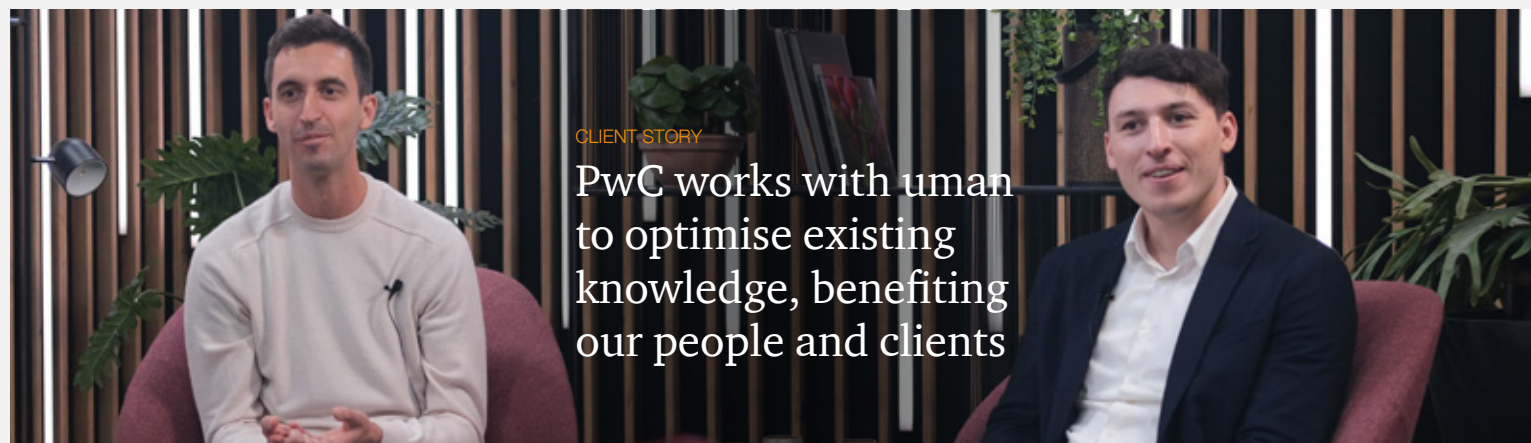 CLIENT STORY
PwC works with uman
to optimise existing
knowledge, benefiting
our people and clients